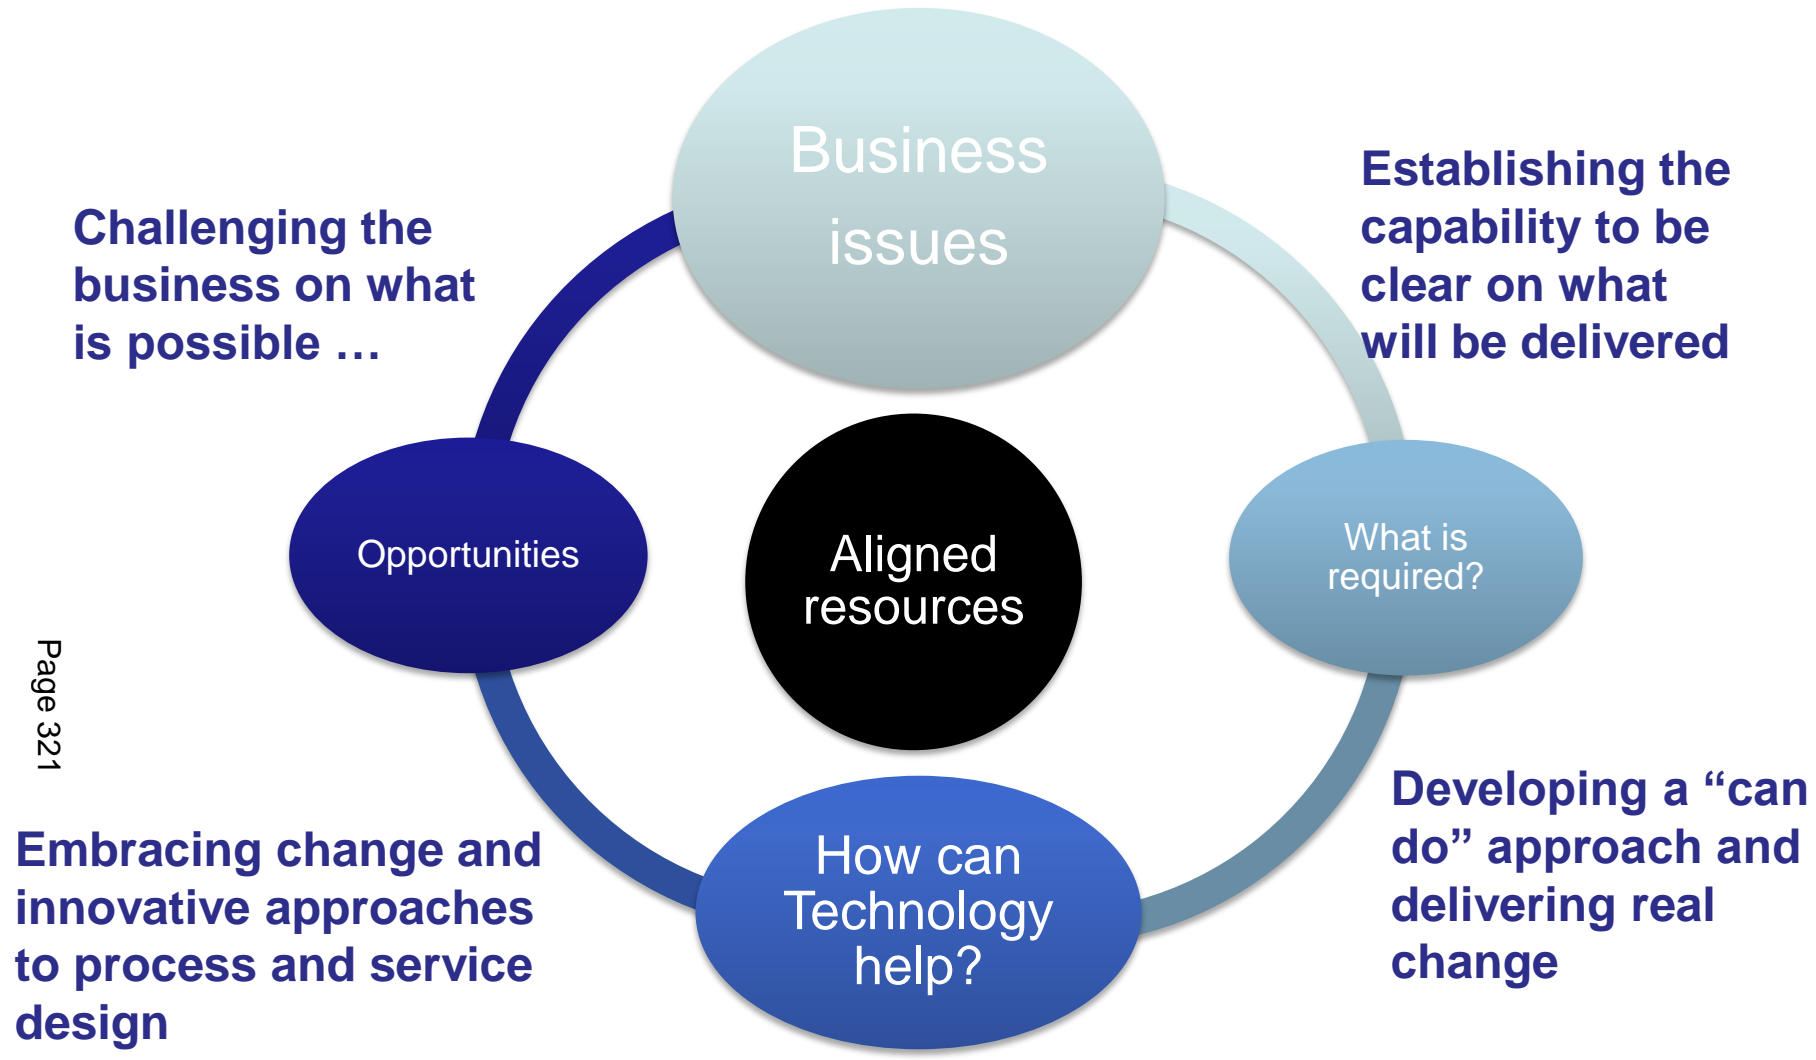 Business
issues
Challenging the
business on what
is possible …
Establishing the
capability to be
clear on what
will be delivered
Opportunities
Aligned
resources
What is
required?
Page 321
How can
Technology
help?
Embracing change and
innovative approaches
to process and service
design
Developing a “can
do” approach and
delivering real
change